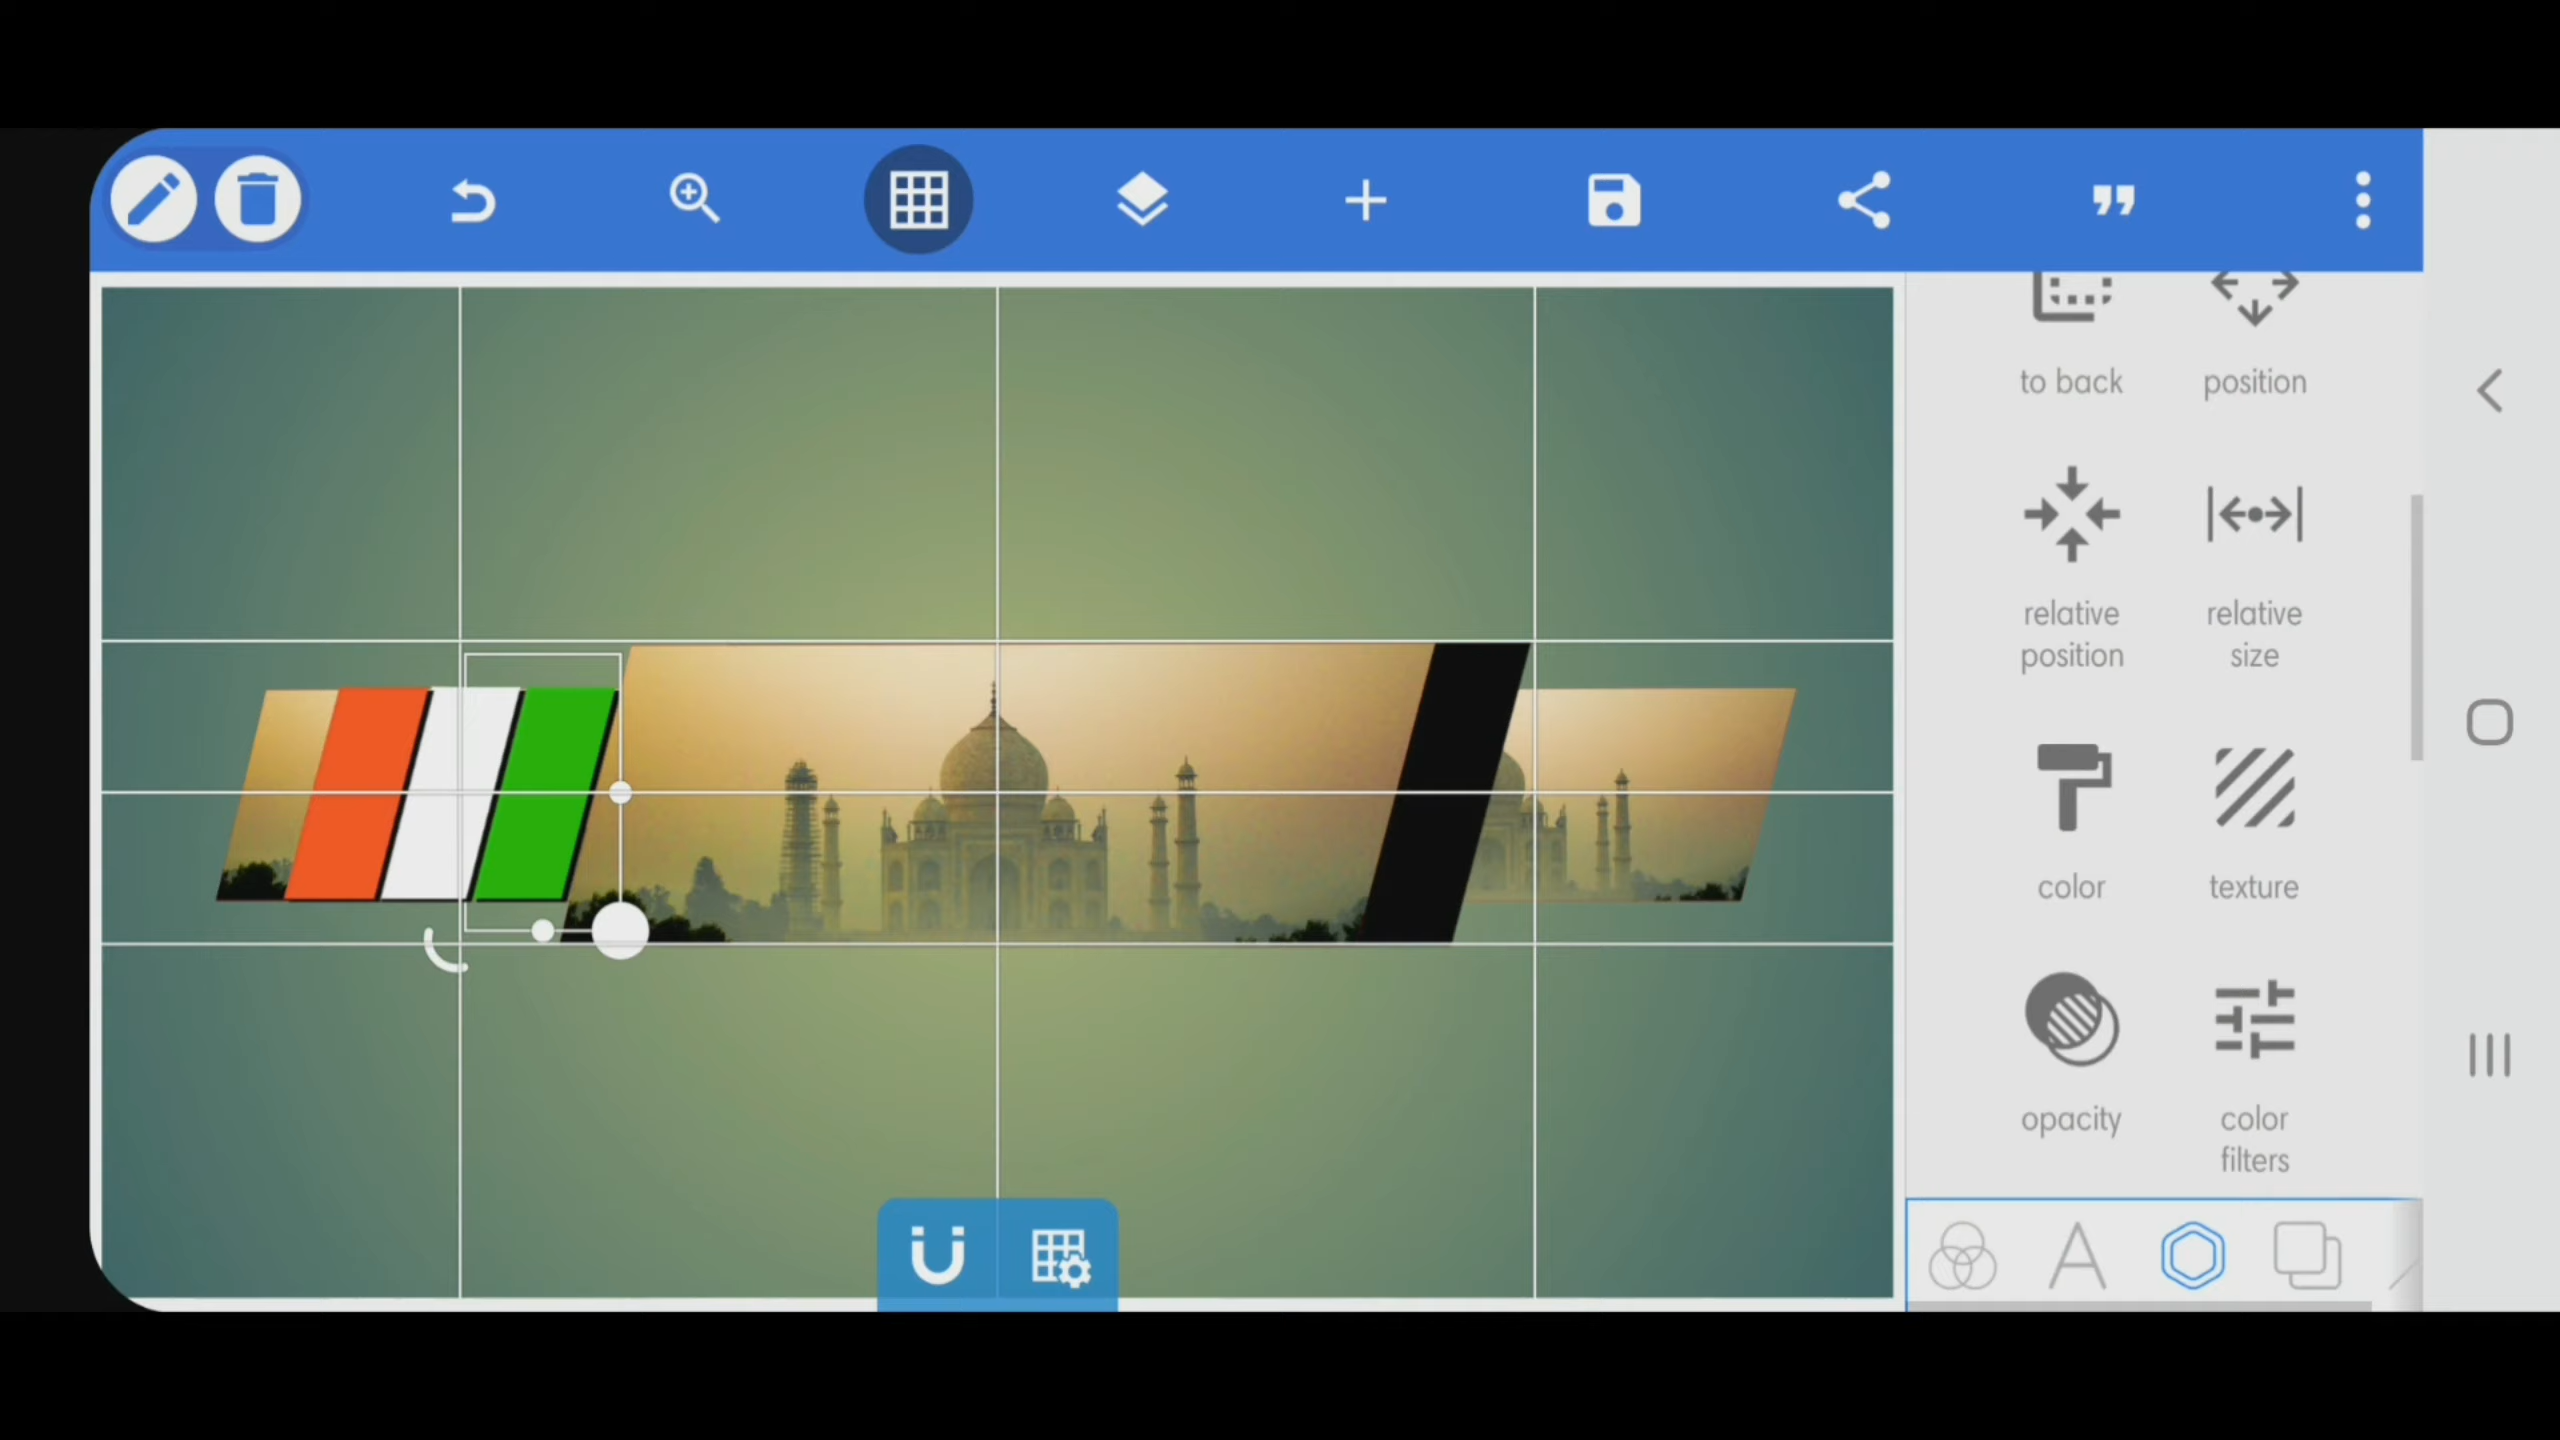 to back
position
relative
position
relative
size
color
texture
opacity
color
filters